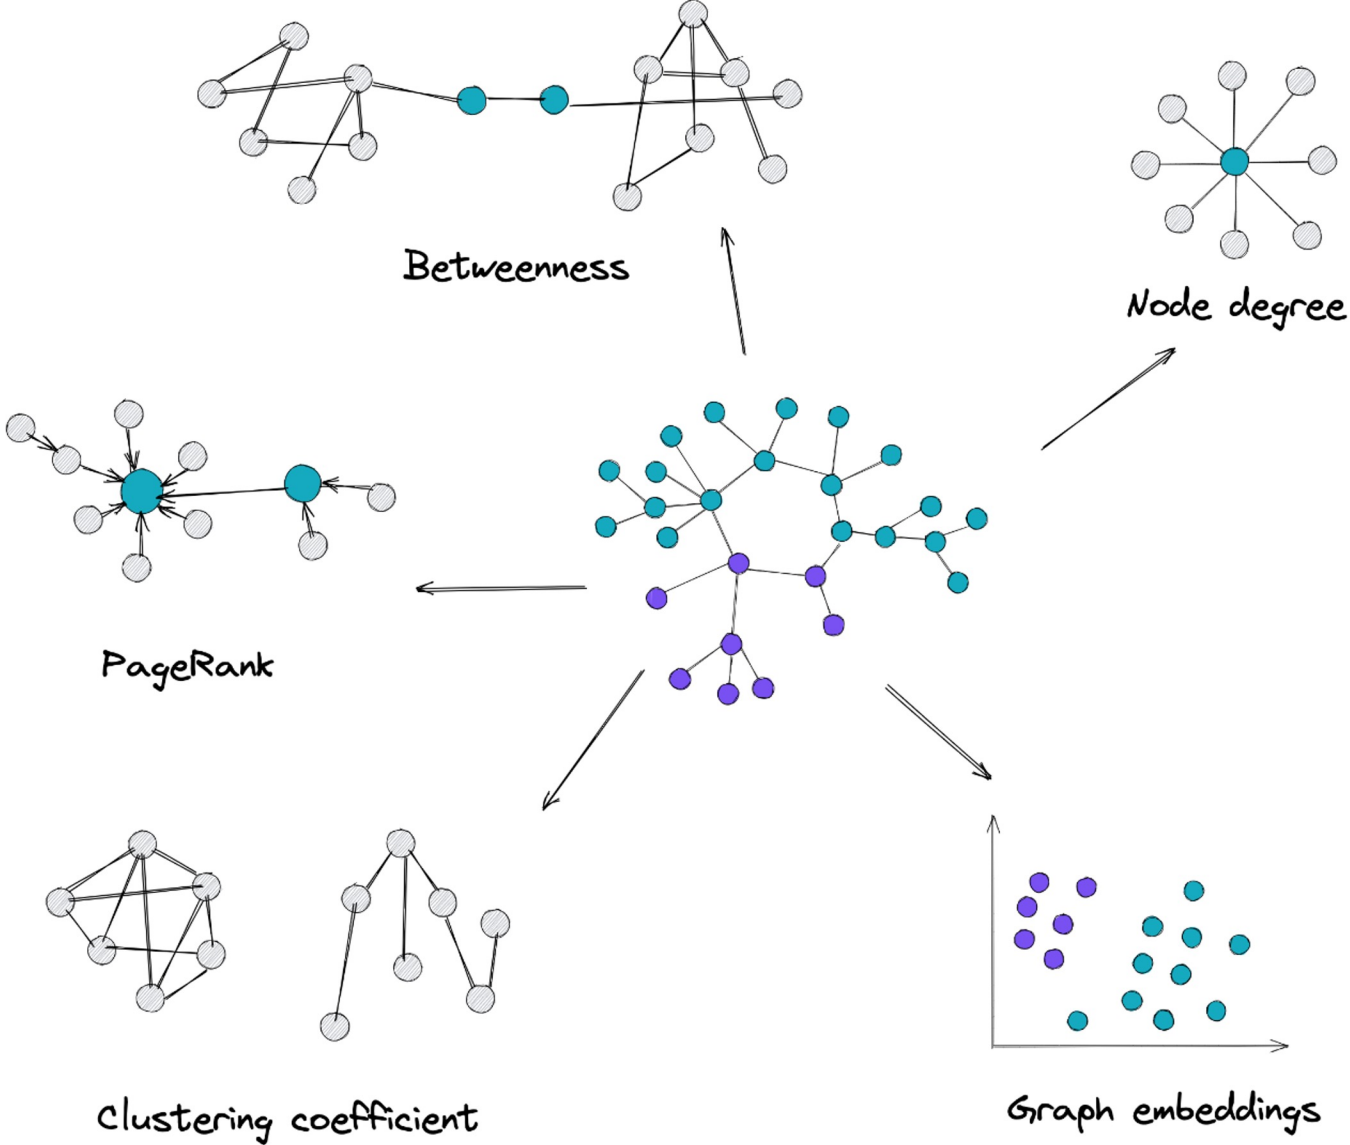 Betweenness
Node degree
PageRank
Clustering coefficient
Graph embeddings